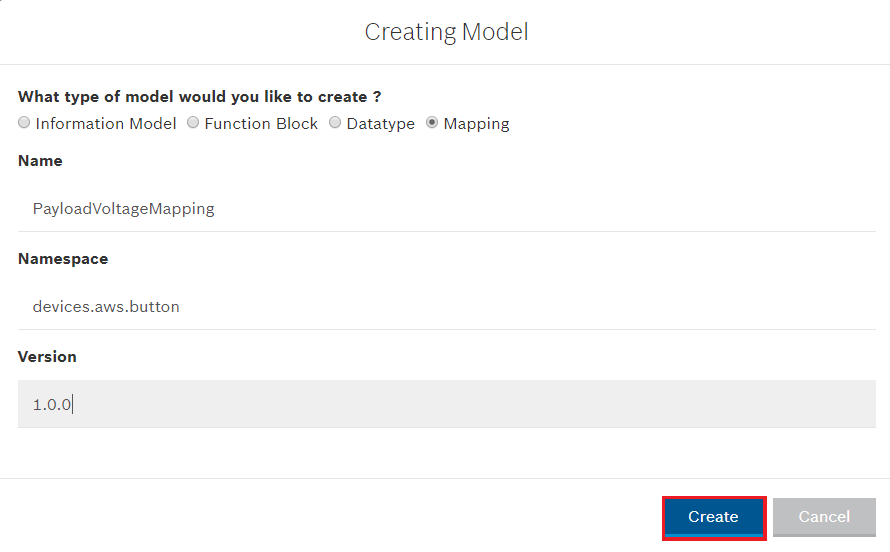 Creating Model
What type of model would you like to create ?
Information Model Function Block Datatype Mapping
Name
PayloadVoltageMapping
Namespace
devices.aws.button
Version
1.0.0
Create Cancel